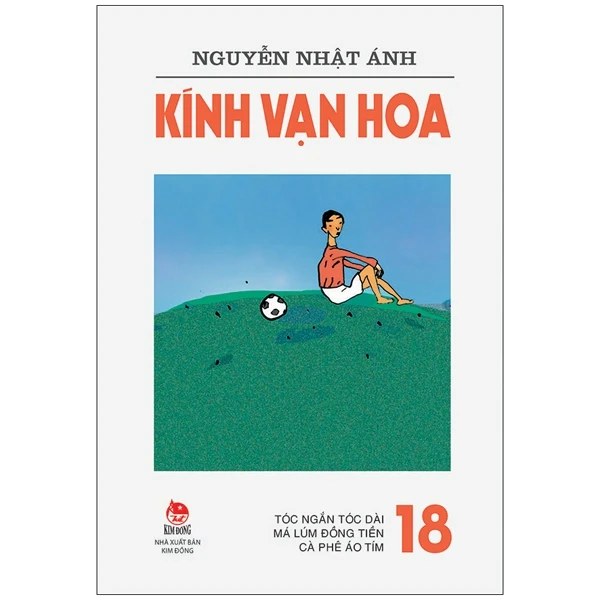 NGUYỄN NHẬT ÁNH
KÍNH VẠN HOA
TÓC NGẮN TÓC DÀI
MÁ LÚM ĐỒNG TIỀN
CÀ PHÊ ÁO TÍM
18
KIM ĐỒNG
NHÀ XUẤT BẢN
KIM ĐỒNG